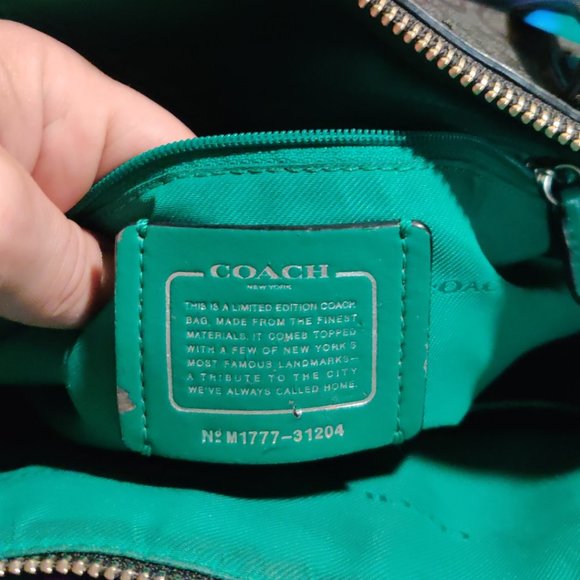 COACH
NEW YORK
THIS IS A LIMITED EDITION COACH
BAG, MADE FROM THE FINEST
MATERIALS. IT COMES TOPPED
WITH A FEW OF NEW YORK'S
MOST FAMOUS LANDMARKS—
A TRIBUTE TO THE CITY
WE'VE ALWAYS CALLED HOME.
Nº M1777-31204